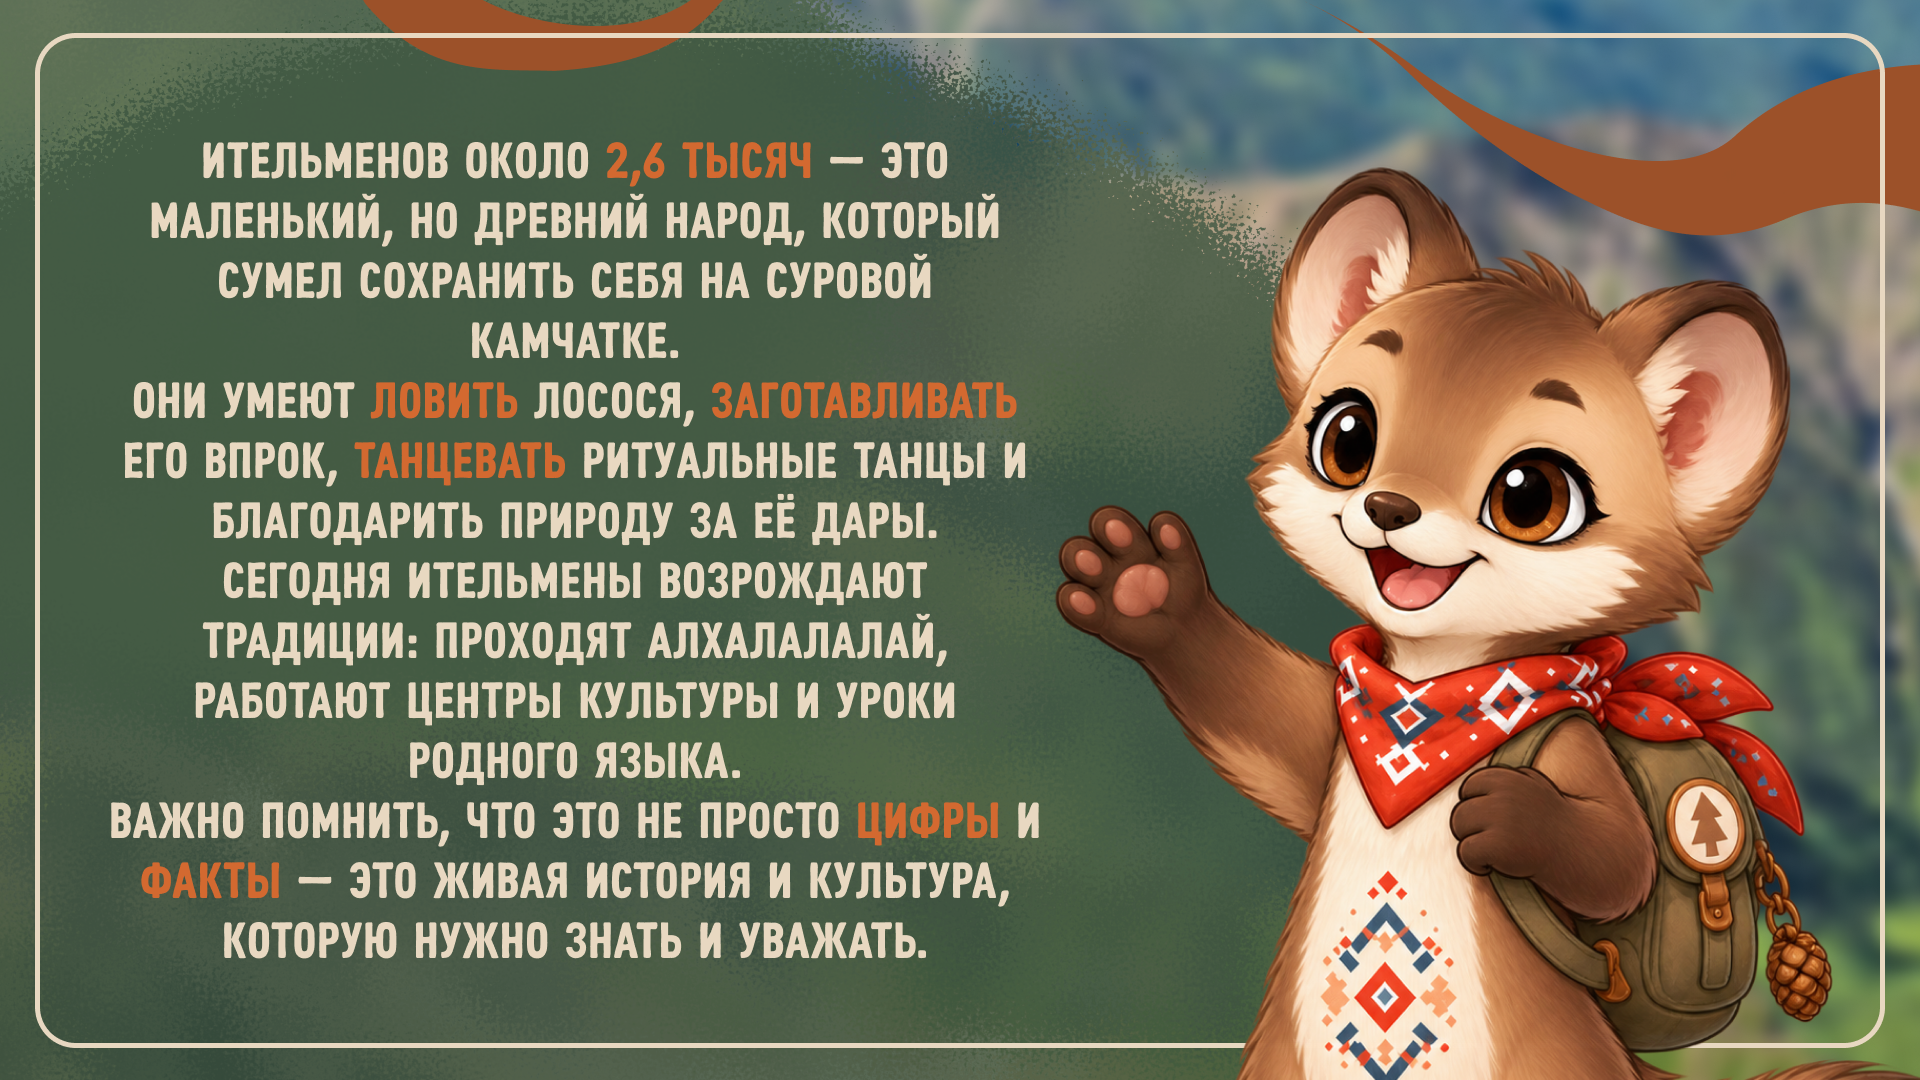 ИТЕЛЬМЕНОВ ОКОЛО 2,6 ТЫСЯЧ — ЭТО
МАЛЕНЬКИЙ, НО ДРЕВНИЙ НАРОД, КОТОРЫЙ
СУМЕЛ СОХРАНИТЬ СЕБЯ НА СУРОВОЙ
КАМЧАТКЕ.
ОНИ УМЕЮТ ЛОВИТЬ ЛОСОСЯ, ЗАГОТАВЛИВАТЬ
ЕГО ВПРОК, ТАНЦЕВАТЬ РИТУАЛЬНЫЕ ТАНЦЫ И
БЛАГОДАРИТЬ ПРИРОДУ ЗА ЕЁ ДАРЫ.
СЕГОДНЯ ИТЕЛЬМЕНЫ ВОЗРОЖДАЮТ
ТРАДИЦИИ: ПРОХОДЯТ АЛХАЛАЛАЛАЙ,
РАБОТАЮТ ЦЕНТРЫ КУЛЬТУРЫ И УРОКИ
РОДНОГО ЯЗЫКА.
ВАЖНО ПОМНИТЬ, ЧТО ЭТО НЕ ПРОСТО ЦИФРЫ И
ФАКТЫ — ЭТО ЖИВАЯ ИСТОРИЯ И КУЛЬТУРА,
КОТОРУЮ НУЖНО ЗНАТЬ И УВАЖАТЬ.